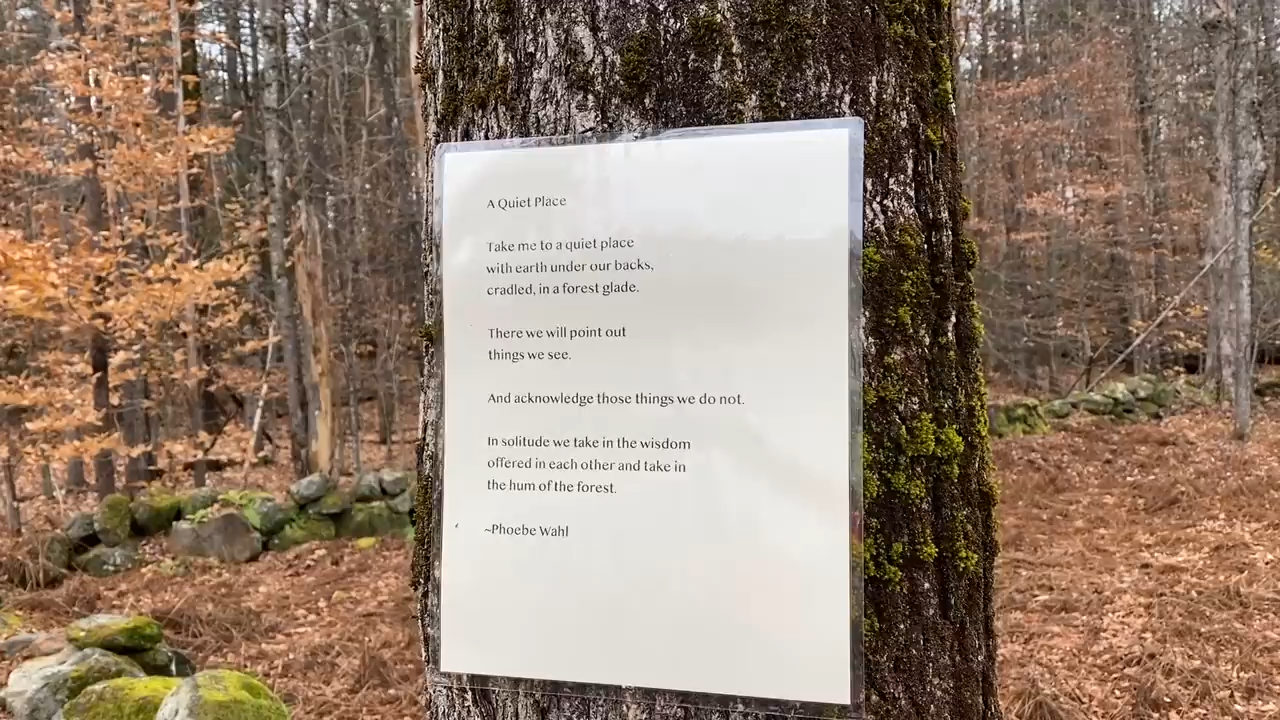 A Quiet Place
Take me to a quiet place
with earth under our backs,
cradled, in a forest glade.
There we will point out
things we see.
And acknowledge those things we do not.
In solitude we take in the wisdom
offered in each other and take in
the hum of the forest.
~Phoebe Wahl